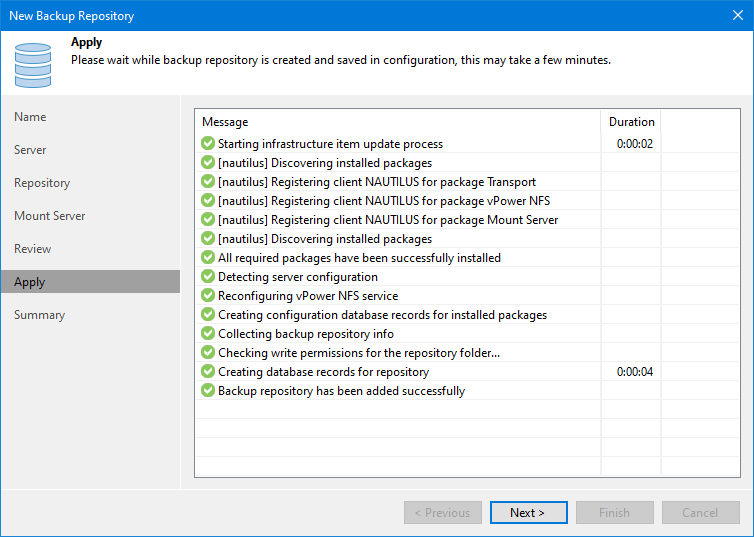 New Backup Repository
Apply
Please wait while backup repository is created and saved in configuration, this may take a few minutes.
Name
Server
Repository
Mount Server
Review
Apply
Summary
Message Duration
Starting infrastructure item update process 0:00:02
[nautilus] Discovering installed packages
[nautilus] Registering client NAUTILUS for package Transport
[nautilus] Registering client NAUTILUS for package vPower NFS
[nautilus] Registering client NAUTILUS for package Mount Server
[nautilus] Discovering installed packages
All required packages have been successfully installed
Detecting server configuration
Reconfiguring vPower NFS service
Creating configuration database records for installed packages
Collecting backup repository info
Checking write permissions for the repository folder...
Creating database records for repository 0:00:04
Backup repository has been added successfully
< Previous Next > Finish Cancel